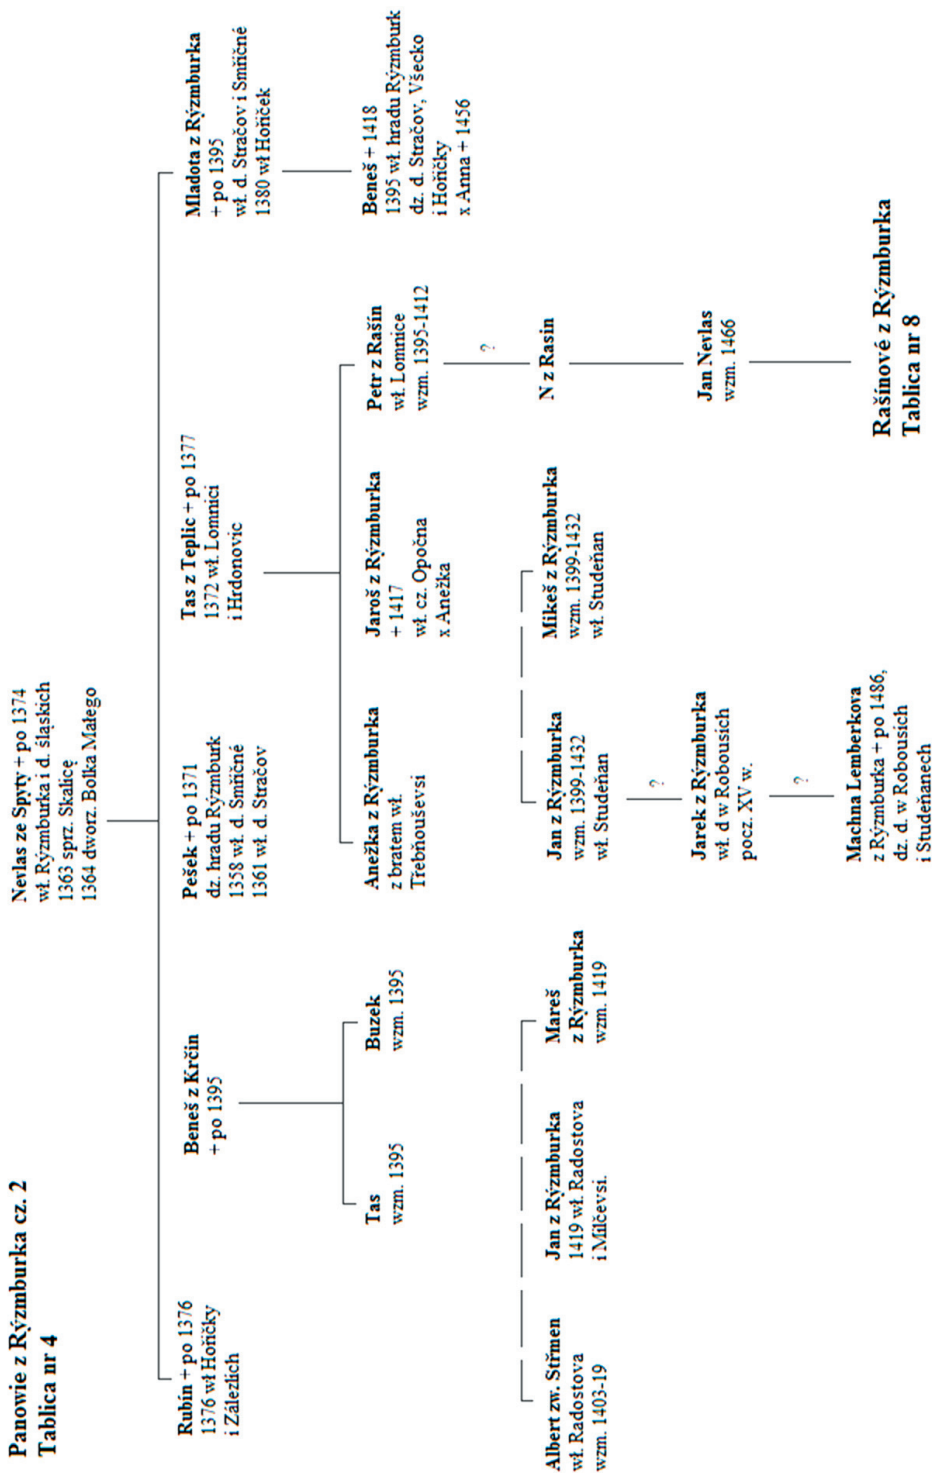 Panowie z Rýzmburka cz. 2
Tablica nr 4
Nevlas ze Spyty + po 1374
wł. Rýzmburka i d. śląskich
1363 sprz. Skalicę
1364 dworz. Bolka Małego
Rubín + po 1376
1376 wł Hořičky
i Zálezlich
Beneš z Krčin
+ po 1395
Pešek + po 1371
dz. hradu Rýzmburk
1358 wł. d. Smřičné
1361 wł. d. Stračov
Tas z Teplic + po 1377
1372 wł. Lomnici
i Hrdonovic
Mladota z Rýzmburka
+ po 1395
wł. d. Stračov i Smřičné
1380 wł Hořiček
Tas
wzm. 1395
Buzek
wzm. 1395
Anežka z Rýzmburka
z bratem wł.
Třebňouševsi
Jaroš z Rýzmburka
+ 1417
wł. cz. Opočna
x Anežka
Petr z Rašín
wł. Lomnice
wzm. 1395-1412
Beneš + 1418
1395 wł. hradu Rýzmburk
dz. d. Stračov, Všecko
i Hořičky
x Anna + 1456
?
Albert zw. Střmen
wł. Radostova
wzm. 1403-19
Jan z Rýzmburka
1419 wł. Radostova
i Milčevsi.
Mareš
z Rýzmburka
wzm. 1419
Jan z Rýzmburka
wzm. 1399-1432
wł. Studeňan
Mikeš z Rýzmburka
wzm. 1399-1432
wł. Studeňan
N z Rasin
?
Jarek z Rýzmburka
wł. d w Robousich
pocz. XV w.
Jan Nevlas
wzm. 1466
?
Machna Lemberkova
z Rýzmburka + po 1486,
dz. d. w Robousich
i Studeňanech
Rašínové z Rýzmburka
Tablica nr 8